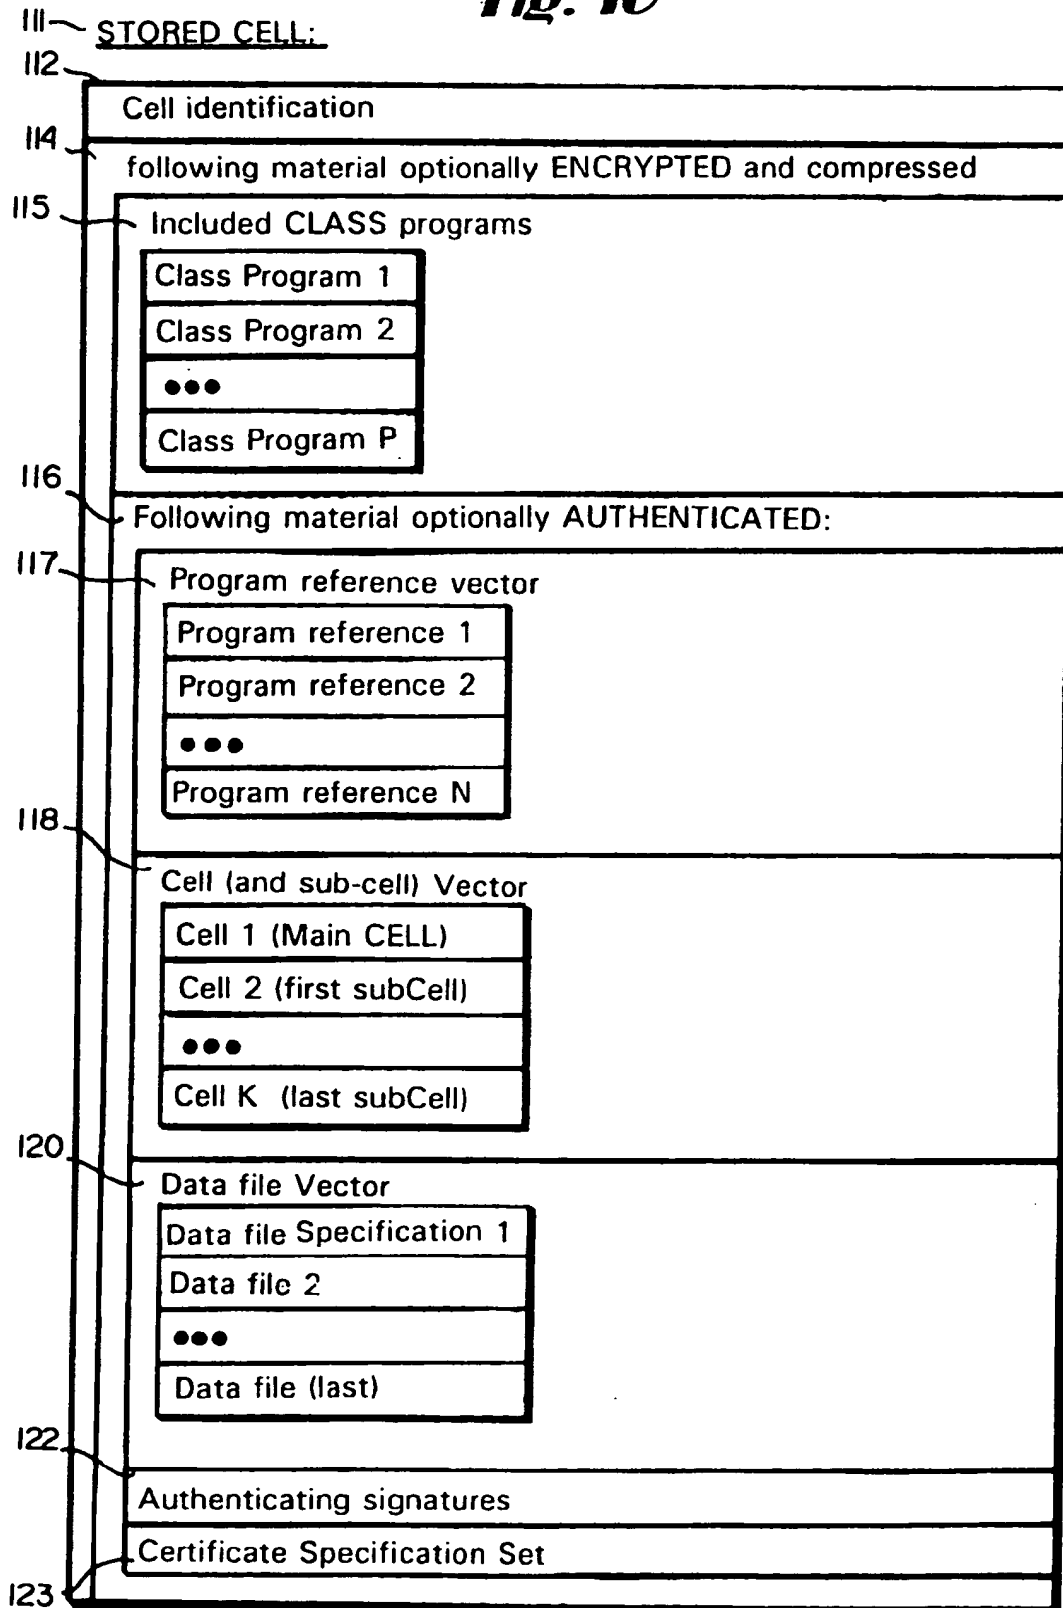 Fig. 10
111 STORED CELL:
112
Cell identification
114
following material optionally ENCRYPTED and compressed
115
Included CLASS programs
Class Program 1
Class Program 2
•••
Class Program P
116
Following material optionally AUTHENTICATED:
117
Program reference vector
Program reference 1
Program reference 2
•••
Program reference N
118
Cell (and sub-cell) Vector
Cell 1 (Main CELL)
Cell 2 (first subCell)
•••
Cell K (last subCell)
120
Data file Vector
Data file Specification 1
Data file 2
•••
Data file (last)
122
Authenticating signatures
Certificate Specification Set
123